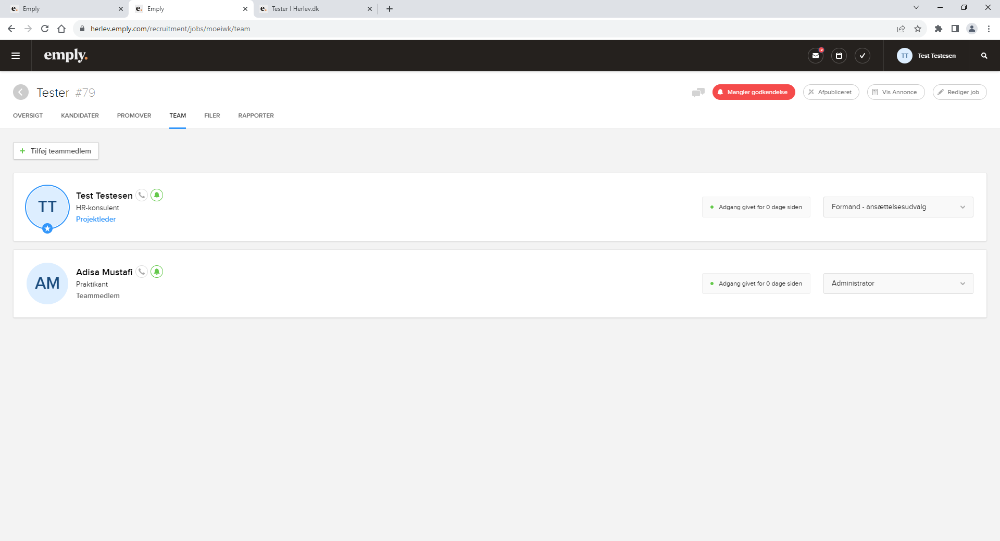 e. Emply
e. Emply
e. Tester I Herlev.dk
herlev.emply.com/recruitment/jobs/moeiwk/team
emply.
TT Test Testesen
Tester #79
Mangler godkendelse
Afpubliceret
Vis Annonce
Rediger job
OVERSIGT KANDIDATER PROMOVER TEAM FILER RAPPORTER
+ Tilføj teammedlem
TT
Test Testesen
HR-konsulent
Projektleder
Adgang givet for 0 dage siden
Formand - ansættelsesudvalg
AM
Adisa Mustafi
Praktikant
Teammedlem
Adgang givet for 0 dage siden
Administrator